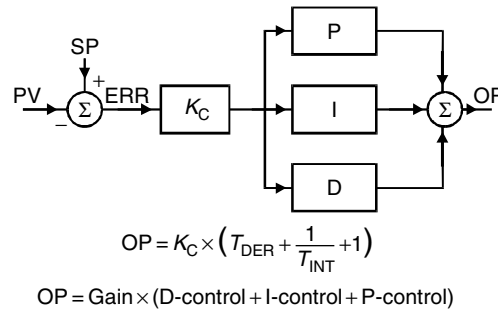 SP
+
PV
−
Σ
ERR
K_C
P
I
D
Σ
OP
OP = K_C × (T_DER + 1/T_INT + 1)
OP = Gain × (D-control + I-control + P-control)